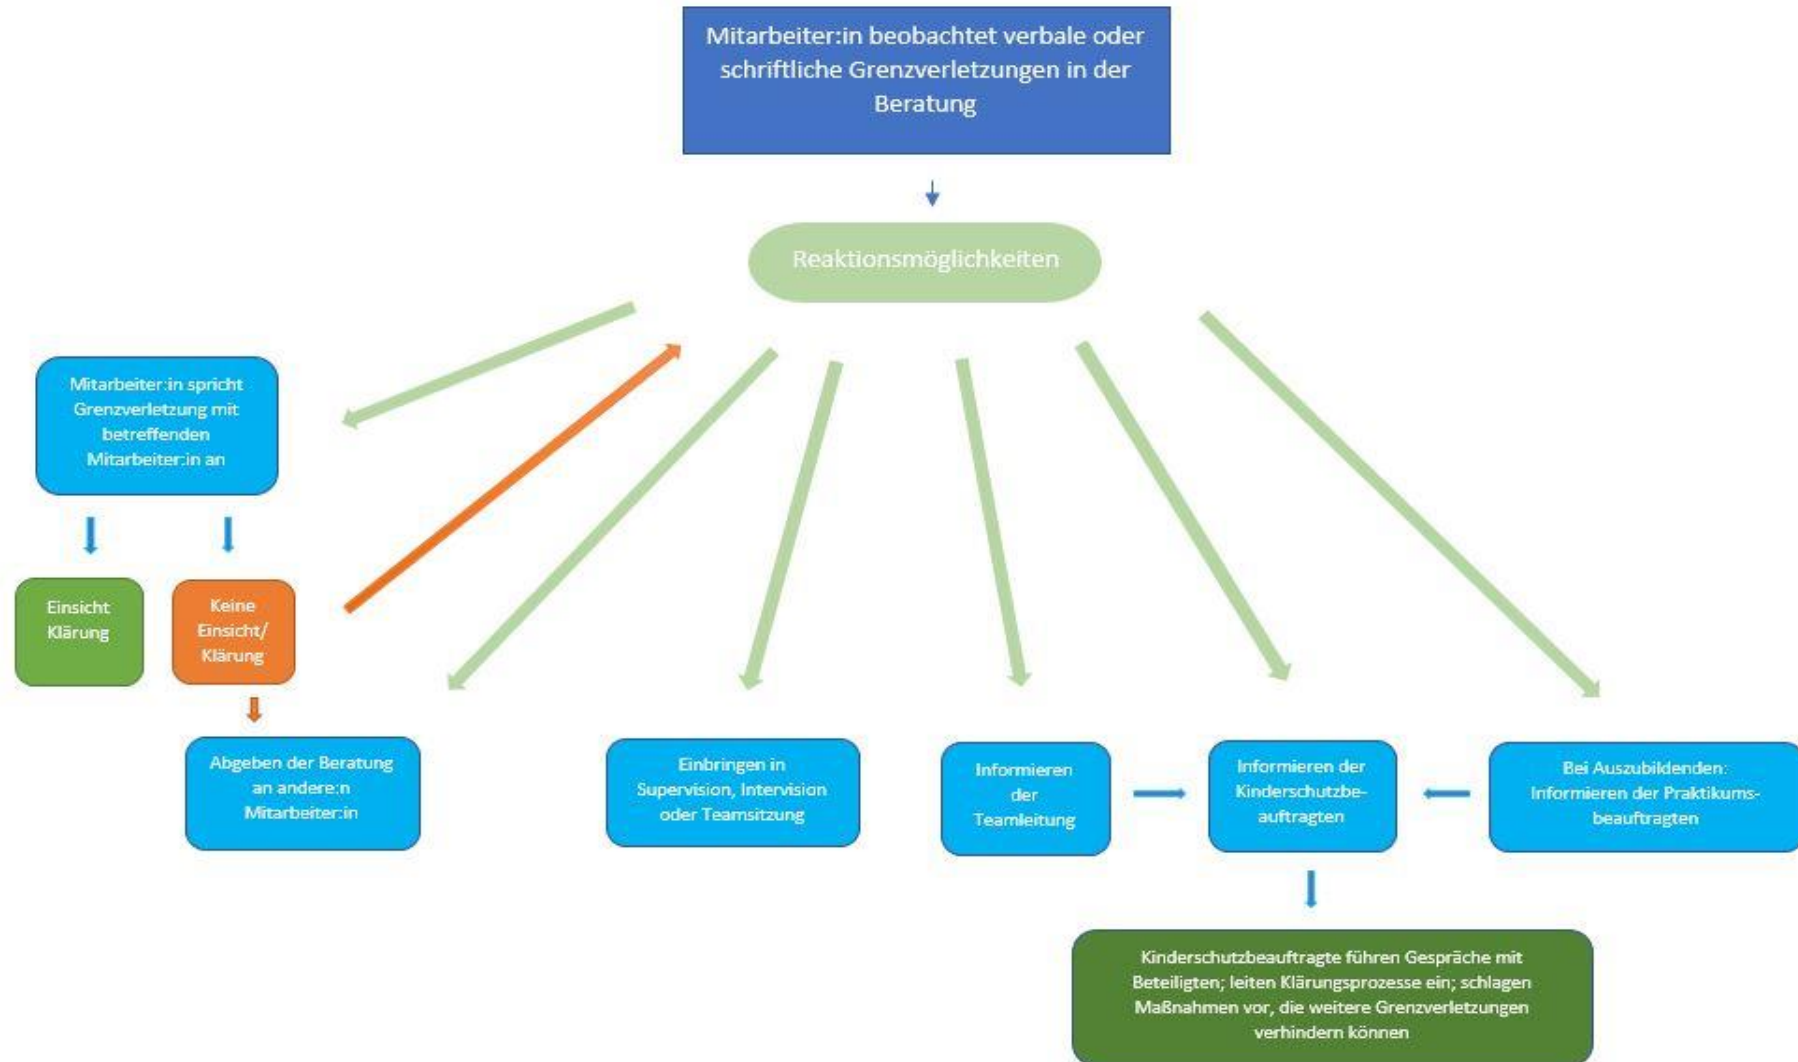 Mitarbeiter:in beobachtet verbale oder
schriftliche Grenzverletzungen in der
Beratung
Reaktionsmöglichkeiten
Mitarbeiter:in spricht
Grenzverletzung mit
betreffenden
Mitarbeiter:in an
Einsicht
Klärung
Keine
Einsicht/
Klärung
Abgeben der Beratung
an andere:n
Mitarbeiter:in
Einbringen in
Supervision, Intervision
oder Teamsitzung
Informieren
der
Teamleitung
Informieren der
Kinderschutzbe-
auftragten
Bei Auszubildenden:
Informieren der Praktikums-
beauftragten
Kinderschutzbeauftragte führen Gespräche mit
Beteiligten; leiten Klärungsprozesse ein; schlagen
Maßnahmen vor, die weitere Grenzverletzungen
verhindern können